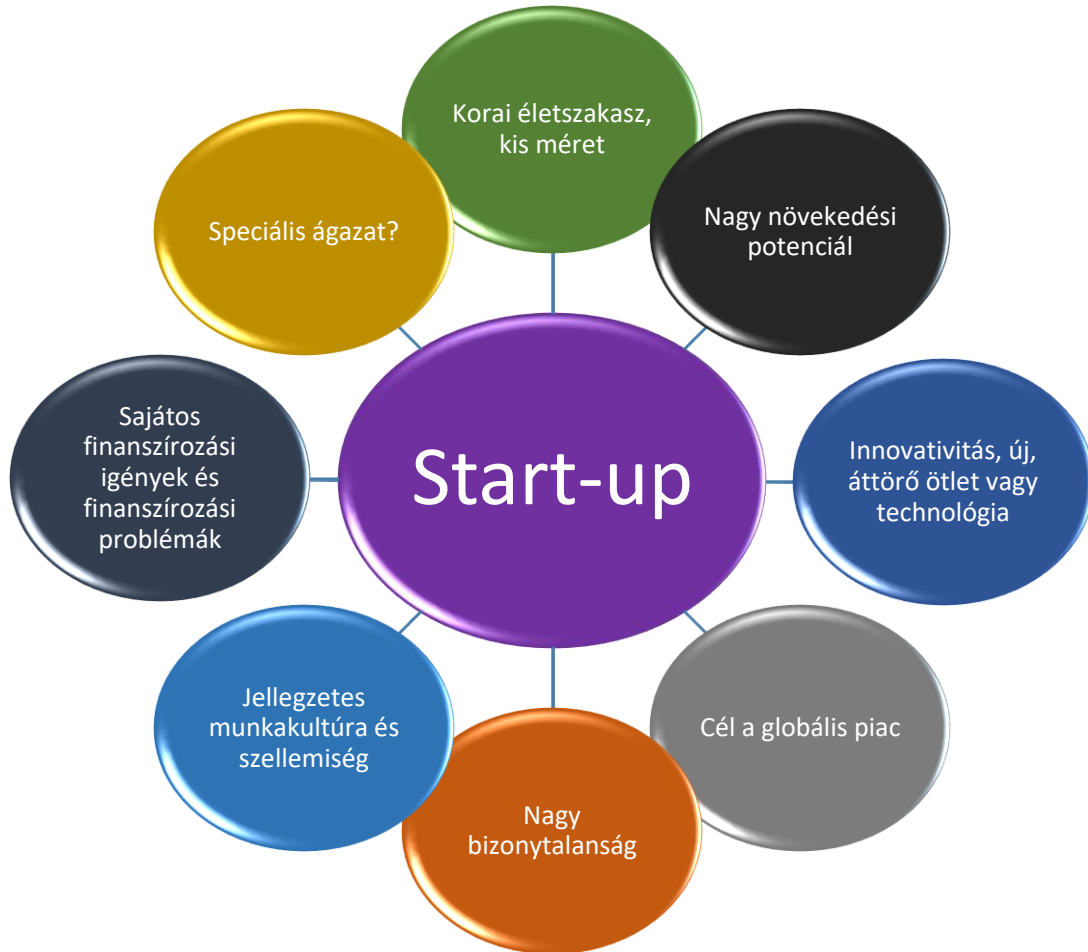 Korai életszakasz,
kis méret
Nagy növekedési
potenciál
Innovativitás, új,
áttörő ötlet vagy
technológia
Cél a globális piac
Nagy
bizonytalanság
Jellegzetes
munkakultúra és
szellemiség
Sajátos
finanszírozási
igények és
finanszírozási
problémák
Speciális ágazat?
Start-up